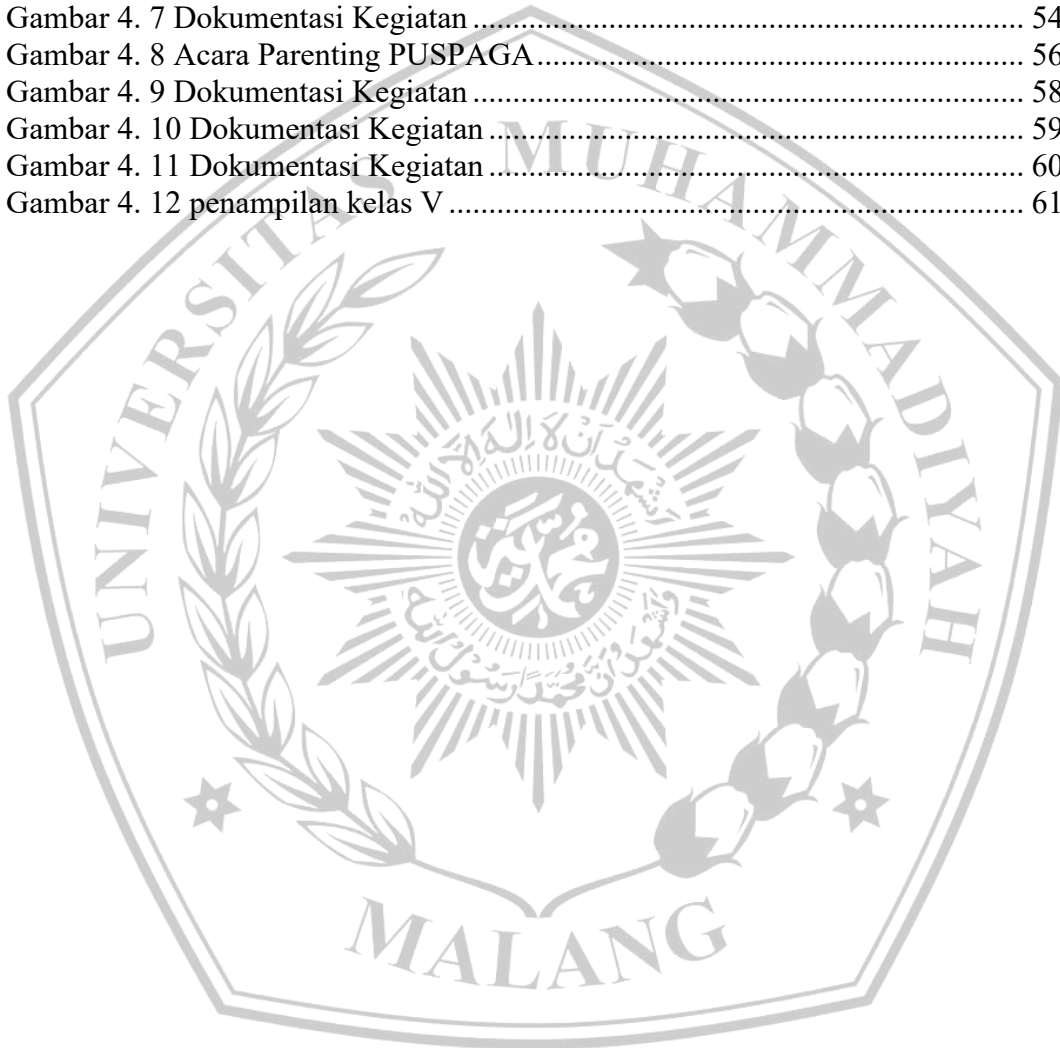 Gambar 4. 7 Dokumentasi Kegiatan ................................................................... 54
Gambar 4. 8 Acara Parenting PUSPAGA ........................................................... 56
Gambar 4. 9 Dokumentasi Kegiatan ................................................................... 58
Gambar 4. 10 Dokumentasi Kegiatan ................................................................. 59
Gambar 4. 11 Dokumentasi Kegiatan ................................................................. 60
Gambar 4. 12 penampilan kelas V ...................................................................... 61
UNIVERSITAS MUHAMMADIYAH
MALANG